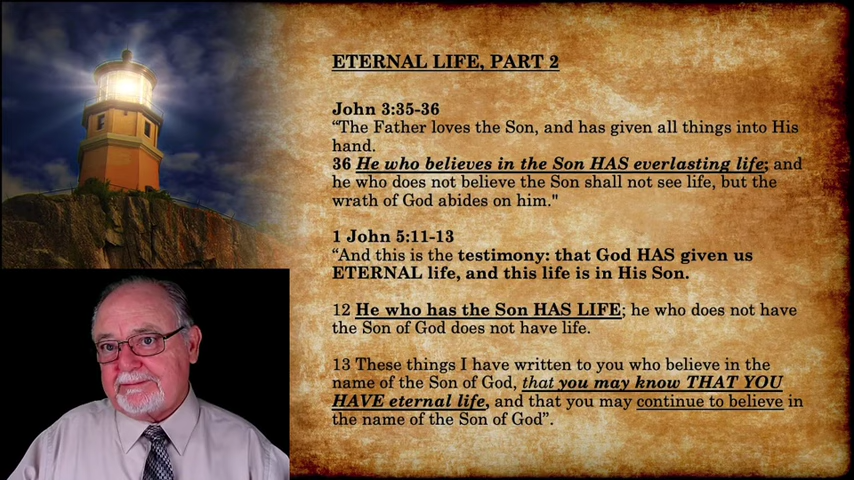 ETERNAL LIFE, PART 2
John 3:35-36
“The Father loves the Son, and has given all things into His
hand.
36 He who believes in the Son HAS everlasting life; and
he who does not believe the Son shall not see life, but the
wrath of God abides on him."
1 John 5:11-13
“And this is the testimony: that God HAS given us
ETERNAL life, and this life is in His Son.
12 He who has the Son HAS LIFE; he who does not have
the Son of God does not have life.
13 These things I have written to you who believe in the
name of the Son of God, that you may know THAT YOU
HAVE eternal life, and that you may continue to believe in
the name of the Son of God”.